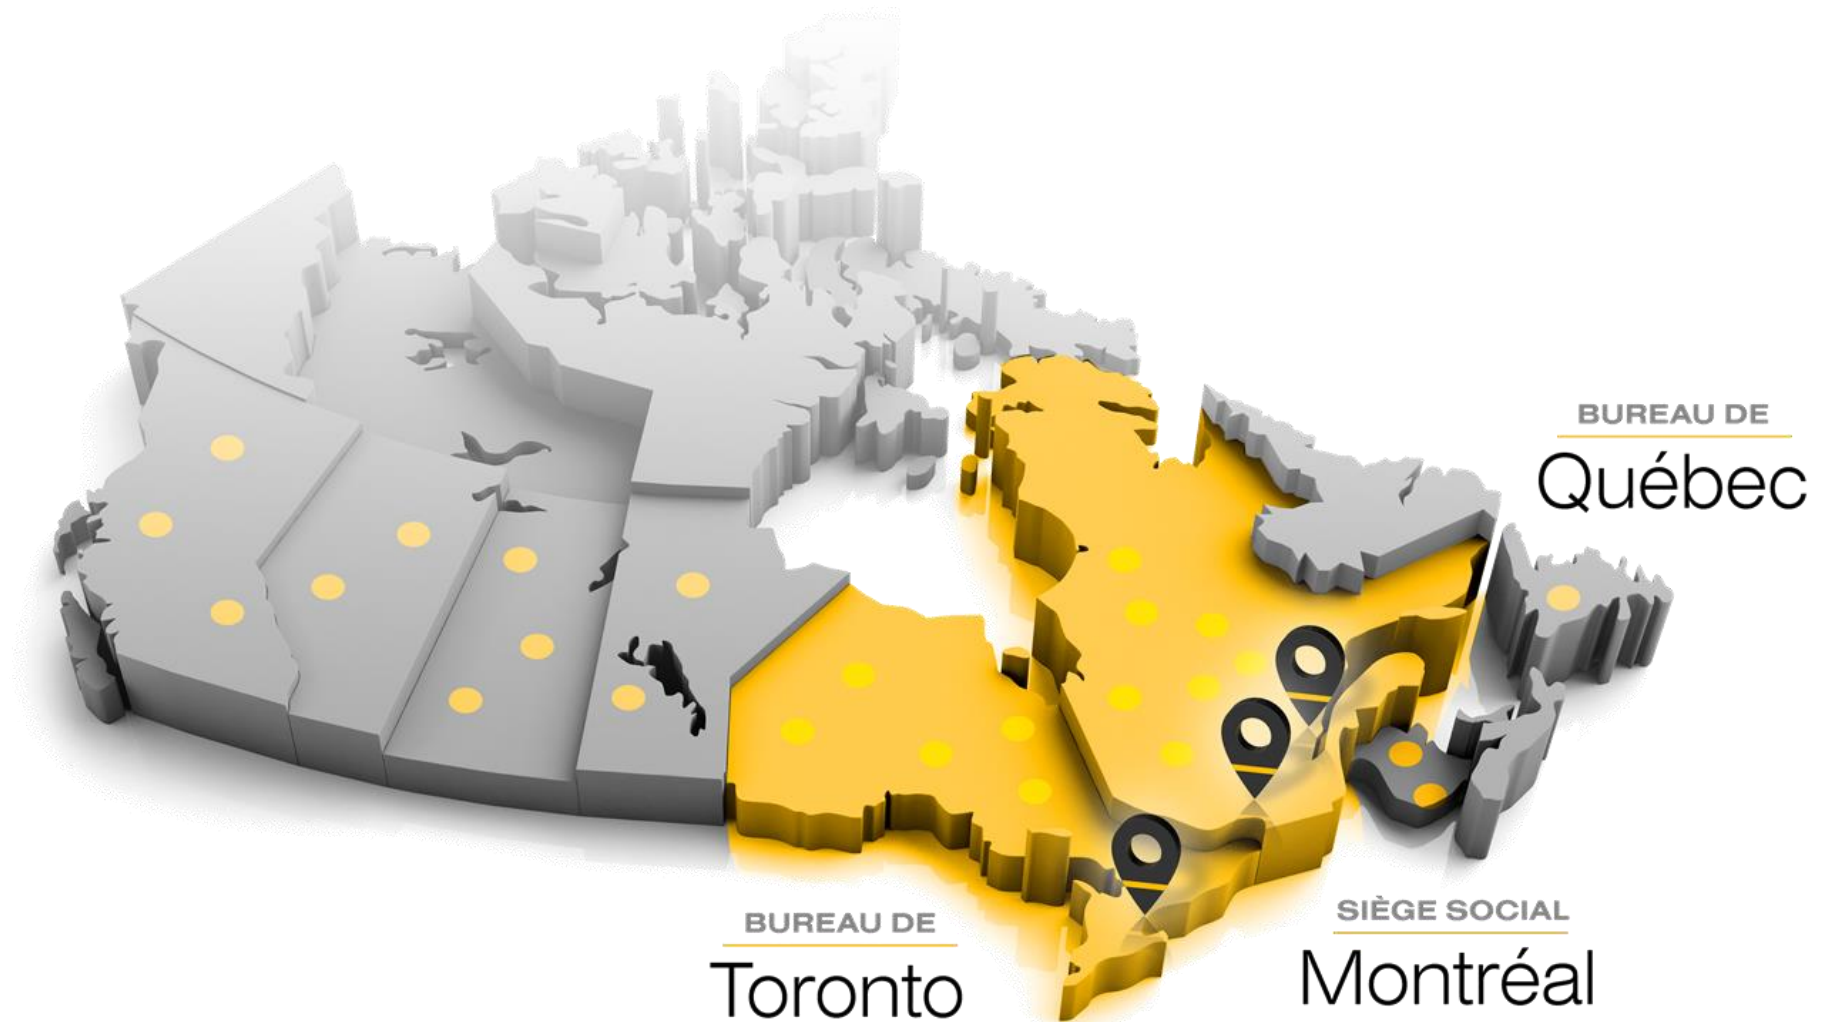 BUREAU DE
Québec
BUREAU DE
Toronto
SIÈGE SOCIAL
Montréal